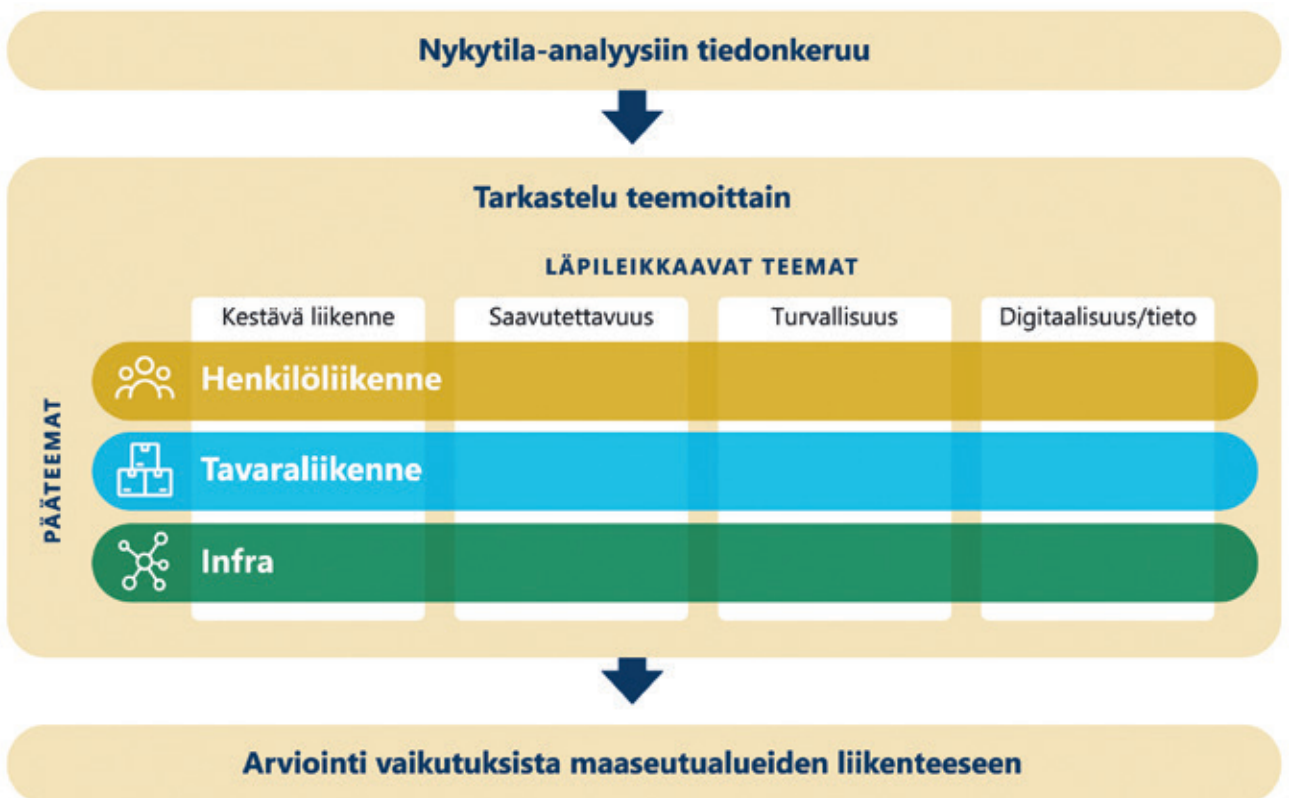 Nykytila-analysiin tiedonkeruu
Tarkastelu teemoittain
LÄPILEIKKAAVAT TEEMAT
Kestävä liikenne
Saavutettavuus
Turvallisuus
Digitaalisuus/tieto
PÄÄTEEMAT
Henkilöliikenne
Tavaraliikenne
Infra
Arviointi vaikutuksista maaseutualueiden liikenteeseen